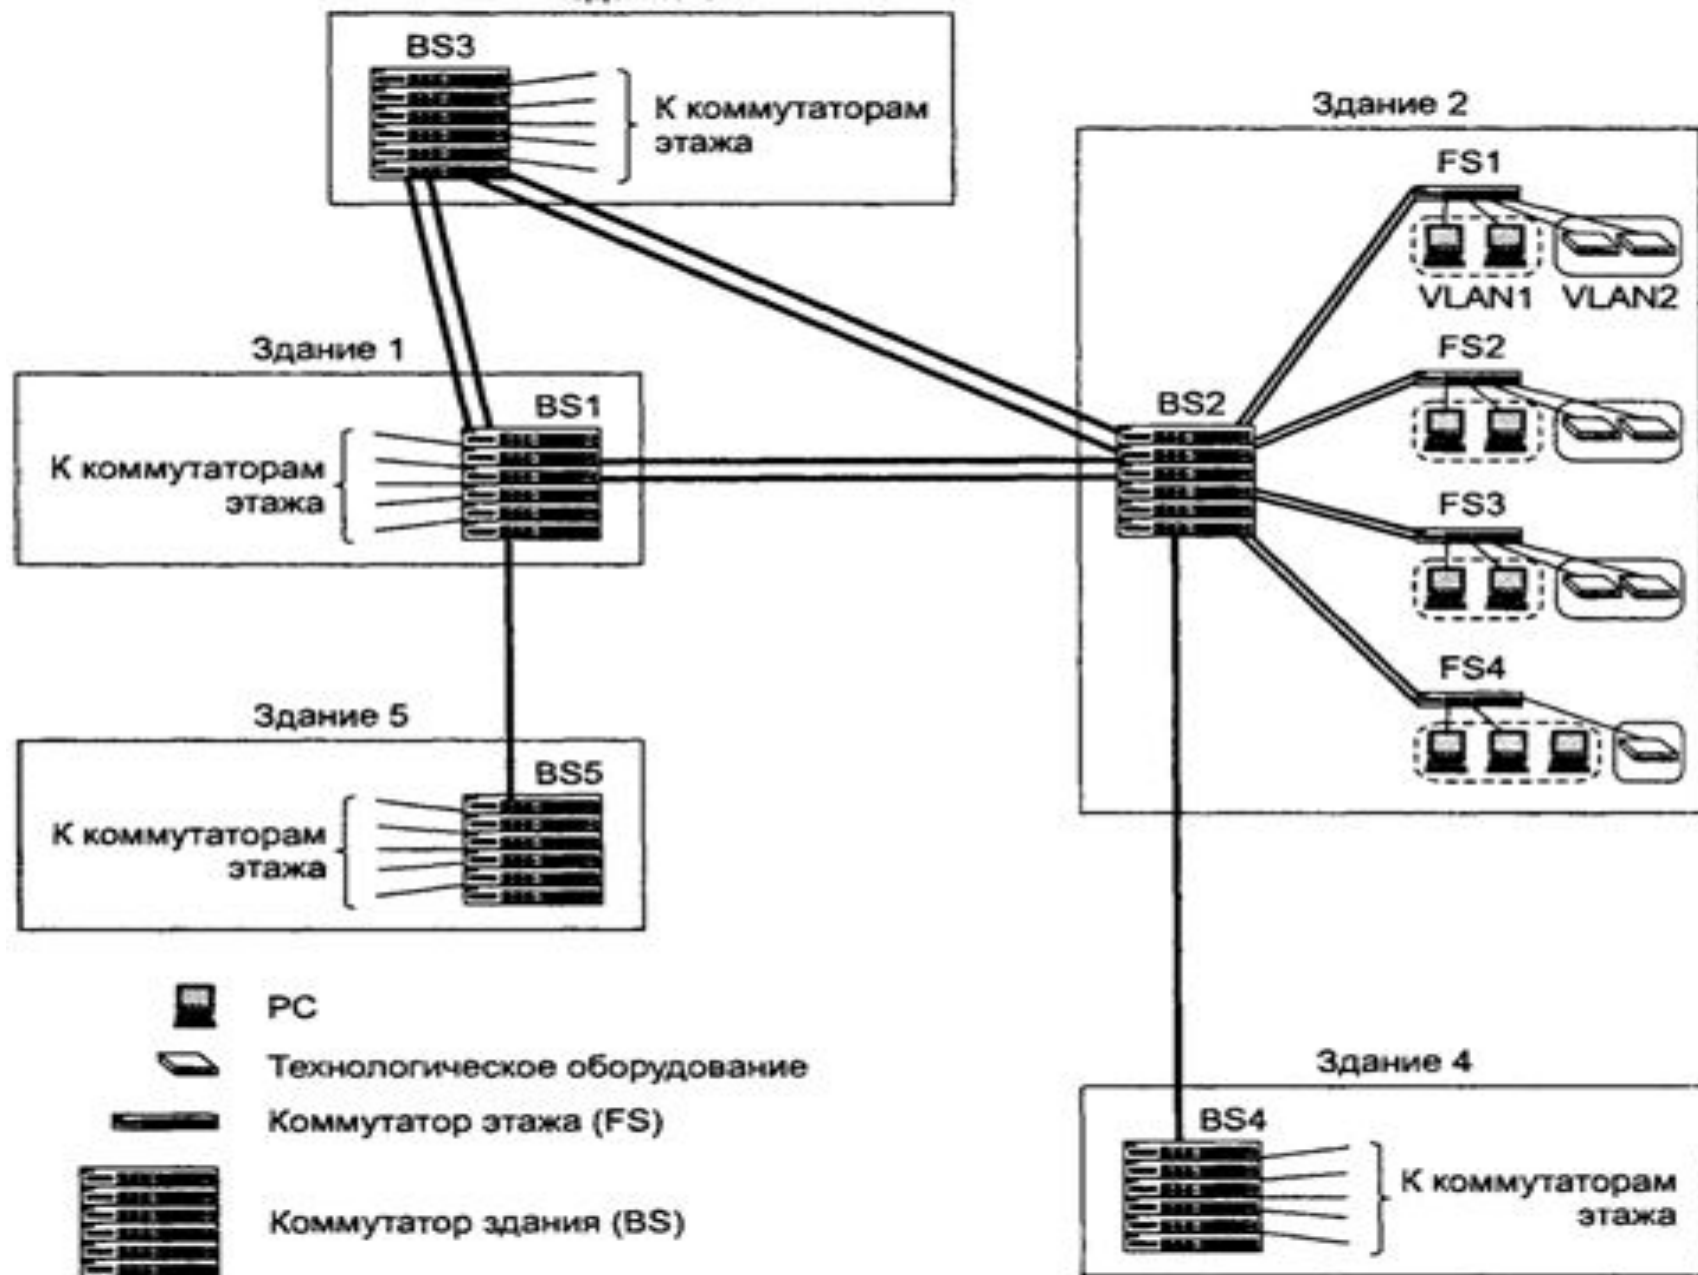 BS3
К коммутаторам
этажа
Здание 2
FS1
VLAN1 VLAN2
FS2
FS3
FS4
BS2
Здание 1
BS1
К коммутаторам
этажа
Здание 5
BS5
К коммутаторам
этажа
PC
Технологическое оборудование
Коммутатор этажа (FS)
Коммутатор здания (BS)
Здание 4
BS4
К коммутаторам
этажа